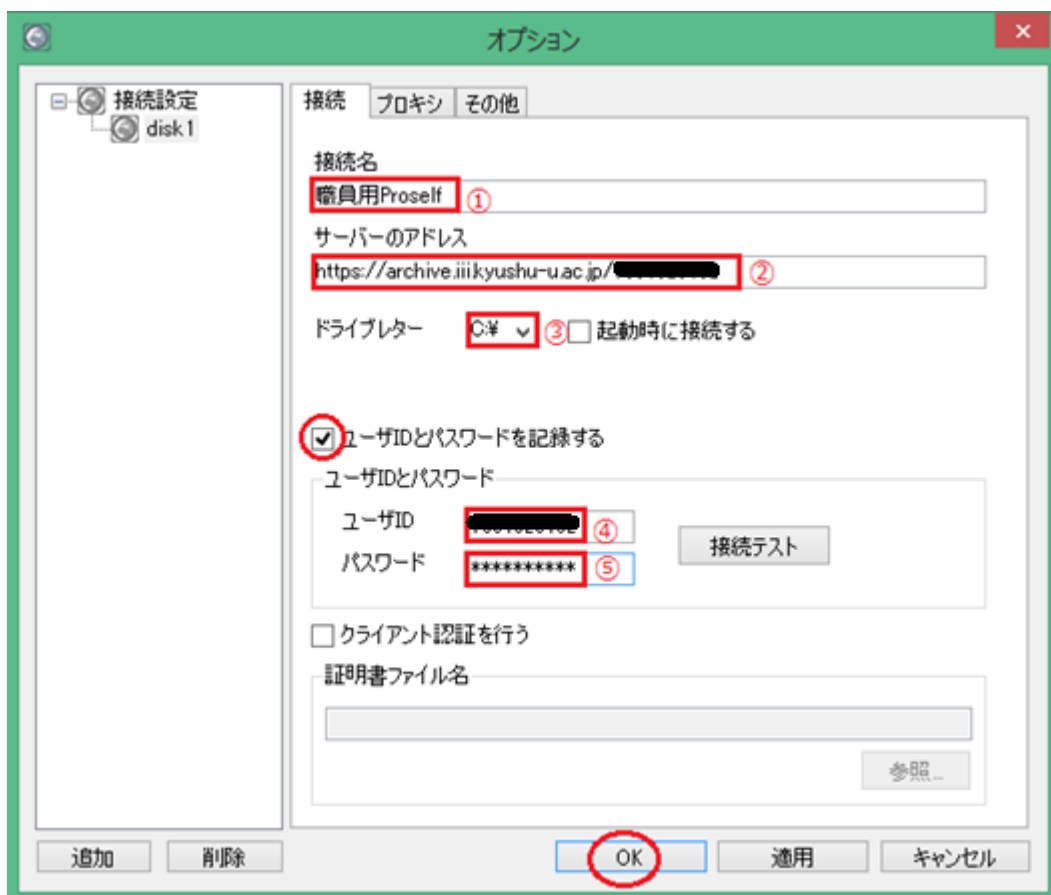 オプション
接続設定
disk1
接続 プロキシ その他
接続名
職員用Proself ①
サーバーのアドレス
https://archive.iii.kyushu-u.ac.jp/ ②
ドライブレター C:¥ ③ 起動時に接続する
ユーザIDとパスワードを記録する
ユーザIDとパスワード
ユーザID ④
パスワード ********** ⑤
接続テスト
クライアント認証を行う
証明書ファイル名
参照...
追加 削除 OK 適用 キャンセル